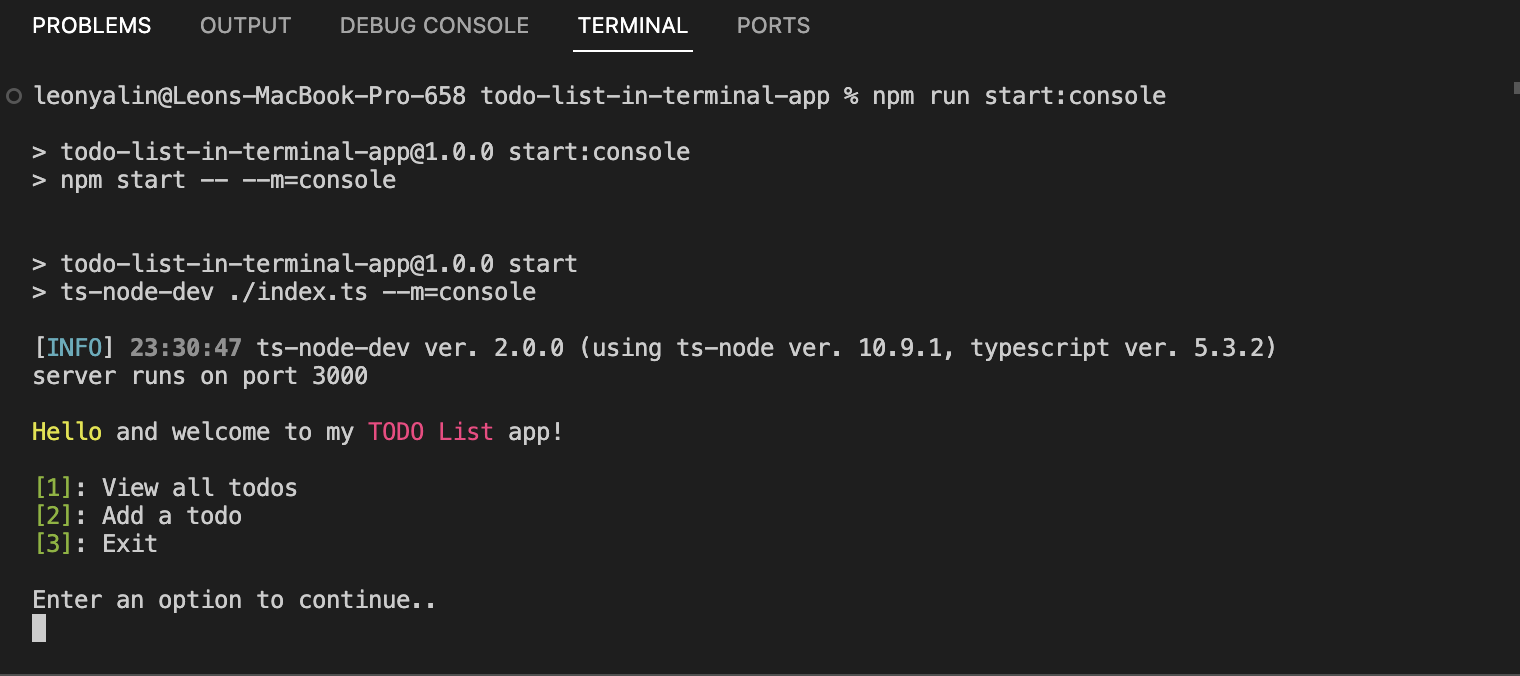 PROBLEMS OUTPUT DEBUG CONSOLE TERMINAL PORTS
leonyalin@Leons-MacBook-Pro-658 todo-list-in-terminal-app % npm run start:console
> todo-list-in-terminal-app@1.0.0 start:console
> npm start -- --m=console
> todo-list-in-terminal-app@1.0.0 start
> ts-node-dev ./index.ts --m=console
[INFO] 23:30:47 ts-node-dev ver. 2.0.0 (using ts-node ver. 10.9.1, typescript ver. 5.3.2)
server runs on port 3000
Hello and welcome to my TODO List app!
[1]: View all todos
[2]: Add a todo
[3]: Exit
Enter an option to continue..